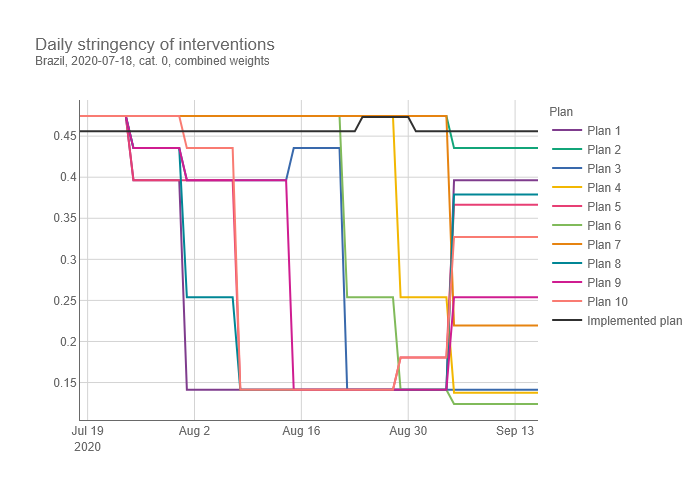 Daily stringency of interventions
Brazil, 2020-07-18, cat. 0, combined weights
Plan
Plan 1
Plan 2
Plan 3
Plan 4
Plan 5
Plan 6
Plan 7
Plan 8
Plan 9
Plan 10
Implemented plan
0.45
0.4
0.35
0.3
0.25
0.2
0.15
Jul 19 Aug 2 Aug 16 Aug 30 Sep 13
2020